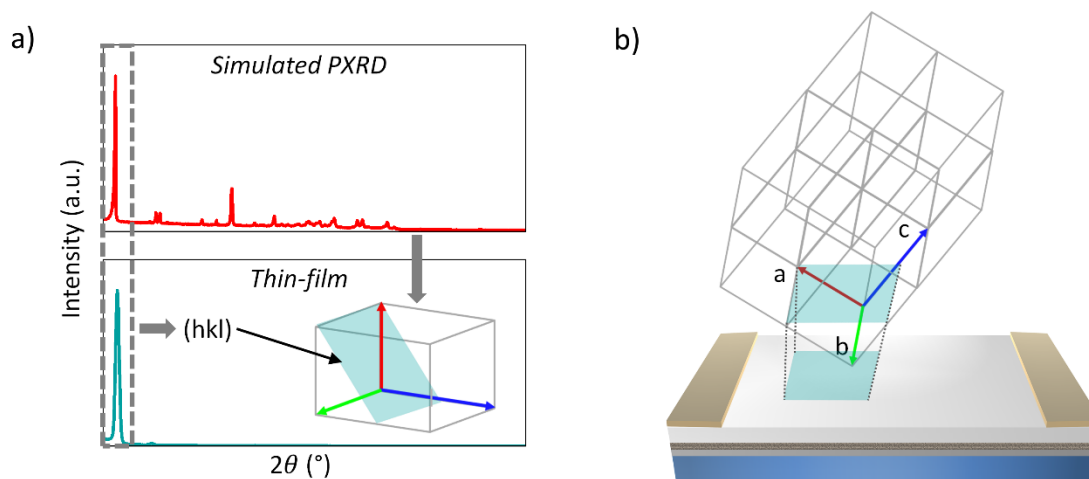 a)
Simulated PXRD
Intensity (a.u.)
Thin-film
(hkl)
2θ (°)
b)
c
a
b